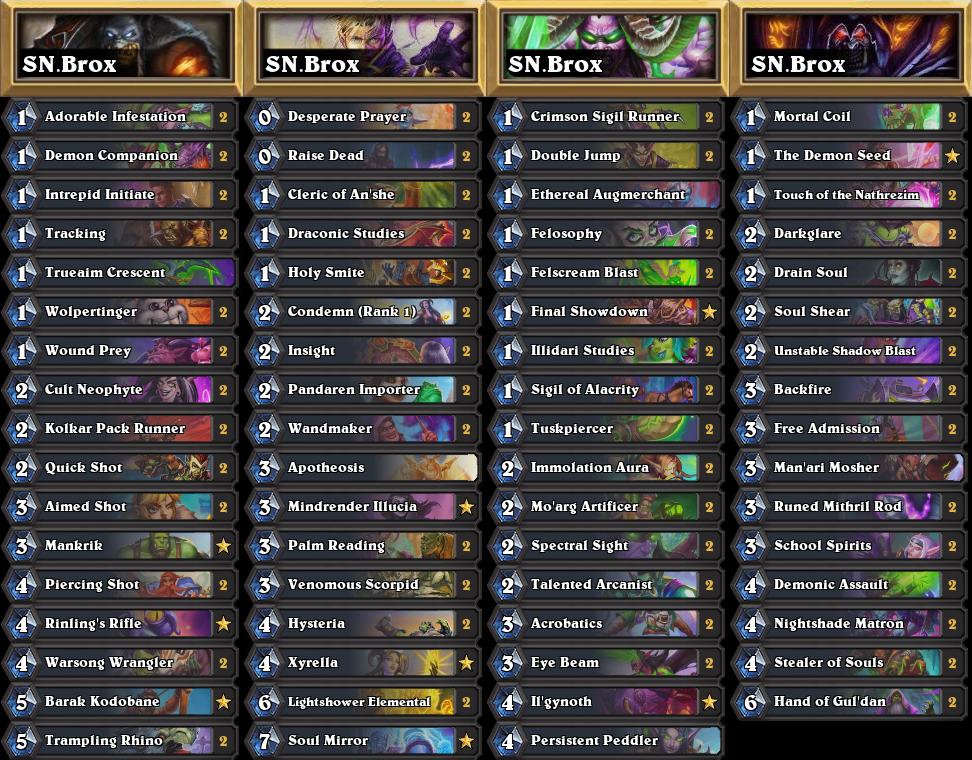 SN.Brox
1 Adorable Infestation 2
1 Demon Companion 2
1 Intrepid Initiate 2
1 Tracking 2
1 Trueaim Crescent
1 Wolpertinger 2
1 Wound Prey 2
2 Cult Neophyte 2
2 Kolkar Pack Runner 2
2 Quick Shot 2
3 Aimed Shot 2
3 Mankrik
4 Piercing Shot 2
4 Rinling's Rifle
4 Warsong Wrangler 2
5 Barak Kodobane
5 Trampling Rhino 2
SN.Brox
0 Desperate Prayer 2
0 Raise Dead 2
1 Cleric of An'she 2
1 Draconic Studies 2
1 Holy Smite 2
2 Condemn (Rank 1) 2
2 Insight 2
2 Pandaren Importer 2
2 Wandmaker 2
3 Apotheosis
3 Mindrender Illucia
3 Palm Reading 2
3 Venomous Scorpid 2
4 Hysteria 2
4 Xyrella
6 Lightshower Elemental 2
7 Soul Mirror
SN.Brox
1 Crimson Sigil Runner 2
1 Double Jump 2
1 Ethereal Augmerchant
1 Felosophy 2
1 Felscream Blast 2
1 Final Showdown
1 Illidari Studies 2
1 Sigil of Alacrity 2
1 Tuskpiercer 2
2 Immolation Aura 2
2 Mo'arg Artificer 2
2 Spectral Sight 2
2 Talented Arcanist 2
3 Acrobatics 2
3 Eye Beam 2
4 Il'gynoth
4 Persistent Peddler
SN.Brox
1 Mortal Coil 2
1 The Demon Seed
1 Touch of the Nathrezim 2
2 Darkglare 2
2 Drain Soul 2
2 Soul Shear 2
2 Unstable Shadow Blast 2
3 Backfire 2
3 Free Admission 2
3 Man'ari Mosher
3 Runed Mithril Rod 2
3 School Spirits 2
4 Demonic Assault 2
4 Nightshade Matron 2
4 Stealer of Souls 2
6 Hand of Gul'dan 2